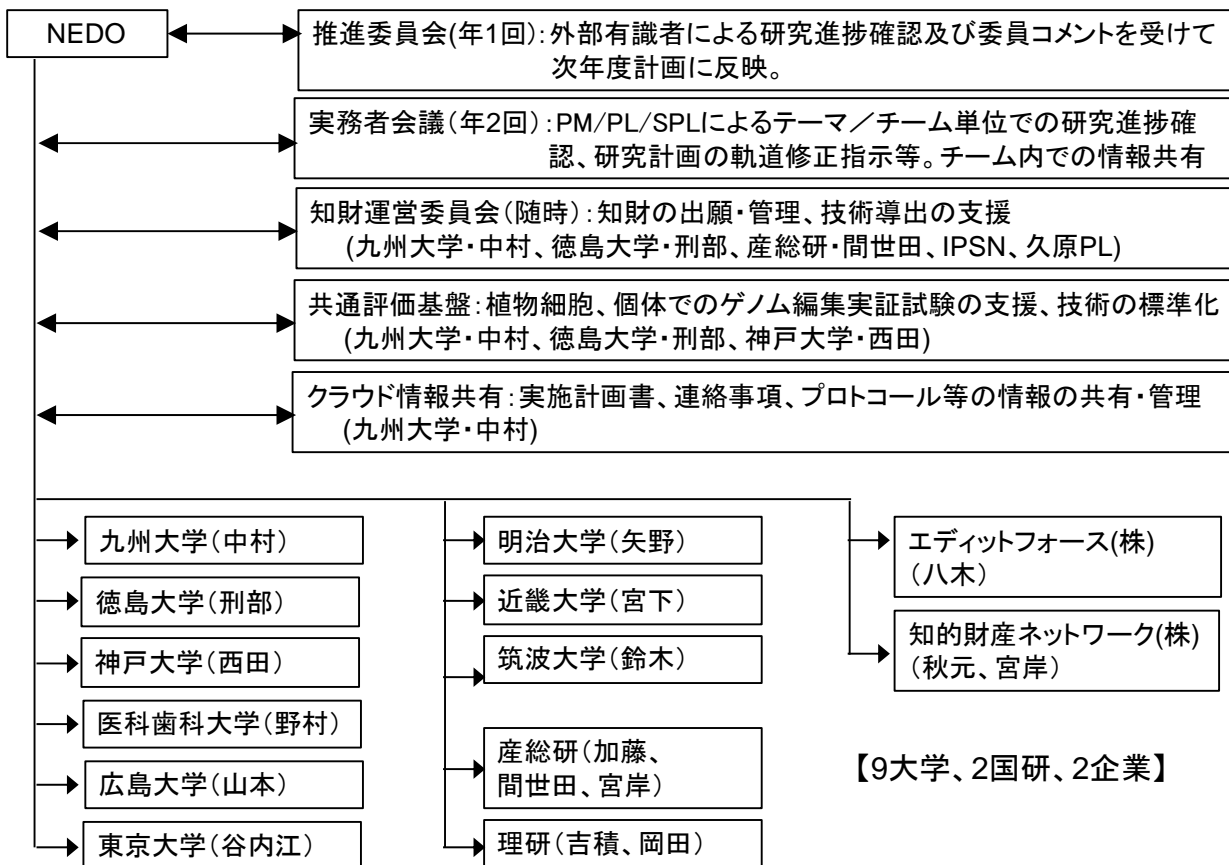 NEDO
推進委員会(年1回):外部有識者による研究進捗確認及び委員コメントを受けて
次年度計画に反映。
実務者会議(年2回):PM/PL/SPLによるテーマ/チーム単位での研究進捗確
認、研究計画の軌道修正指示等。チーム内での情報共有
知財運営委員会(随時):知財の出願・管理、技術導出の支援
(九州大学・中村、徳島大学・刑部、産総研・間世田、IPSN、久原PL)
共通評価基盤:植物細胞、個体でのゲノム編集実証試験の支援、技術の標準化
(九州大学・中村、徳島大学・刑部、神戸大学・西田)
クラウド情報共有:実施計画書、連絡事項、プロトコール等の情報の共有・管理
(九州大学・中村)
九州大学(中村)
徳島大学(刑部)
神戸大学(西田)
医科歯科大学(野村)
広島大学(山本)
東京大学(谷内江)
明治大学(矢野)
近畿大学(宮下)
筑波大学(鈴木)
産総研(加藤、
間世田、宮岸)
理研(吉積、岡田)
エディットフォース(株)
(八木)
知的財産ネットワーク(株)
(秋元、宮岸)
【9大学、2国研、2企業】